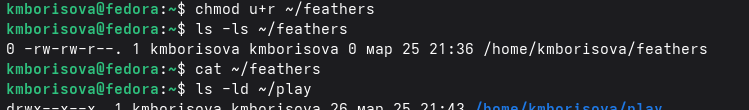 kmborisova@fedora:~$ chmod u+r ~/feathers
kmborisova@fedora:~$ ls -ls ~/feathers
0 -rw-rw-r--. 1 kmborisova kmborisova 0 мар 25 21:36 /home/kmborisova/feathers
kmborisova@fedora:~$ cat ~/feathers
kmborisova@fedora:~$ ls -ld ~/play
drwx--x--x. 1 kmborisova kmborisova 26 мар 25 21:43 /home/kmborisova/play